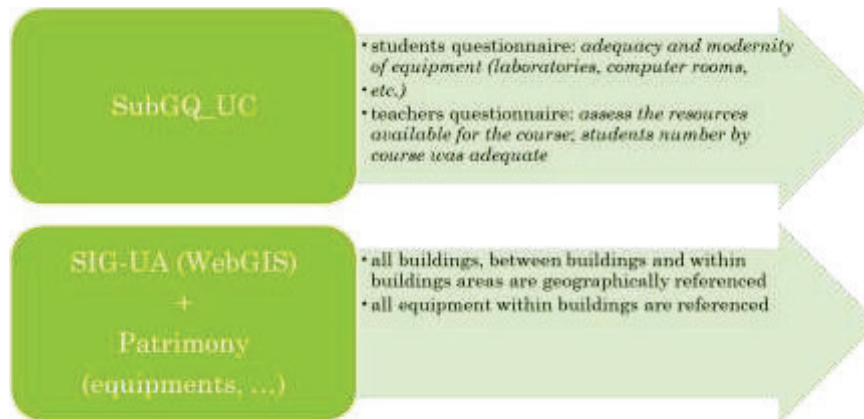 SubGQ_UC
• students questionnaire: adequacy and modernity
of equipment (laboratories, computer rooms,
• etc.)
• teachers questionnaire: assess the resources
available for the course; students number by
course was adequate
SIG-UA (WebGIS)
+
Patrimony
(equipments, ...)
• all buildings, between buildings and within
buildings areas are geographically referenced
• all equipment within buildings are referenced